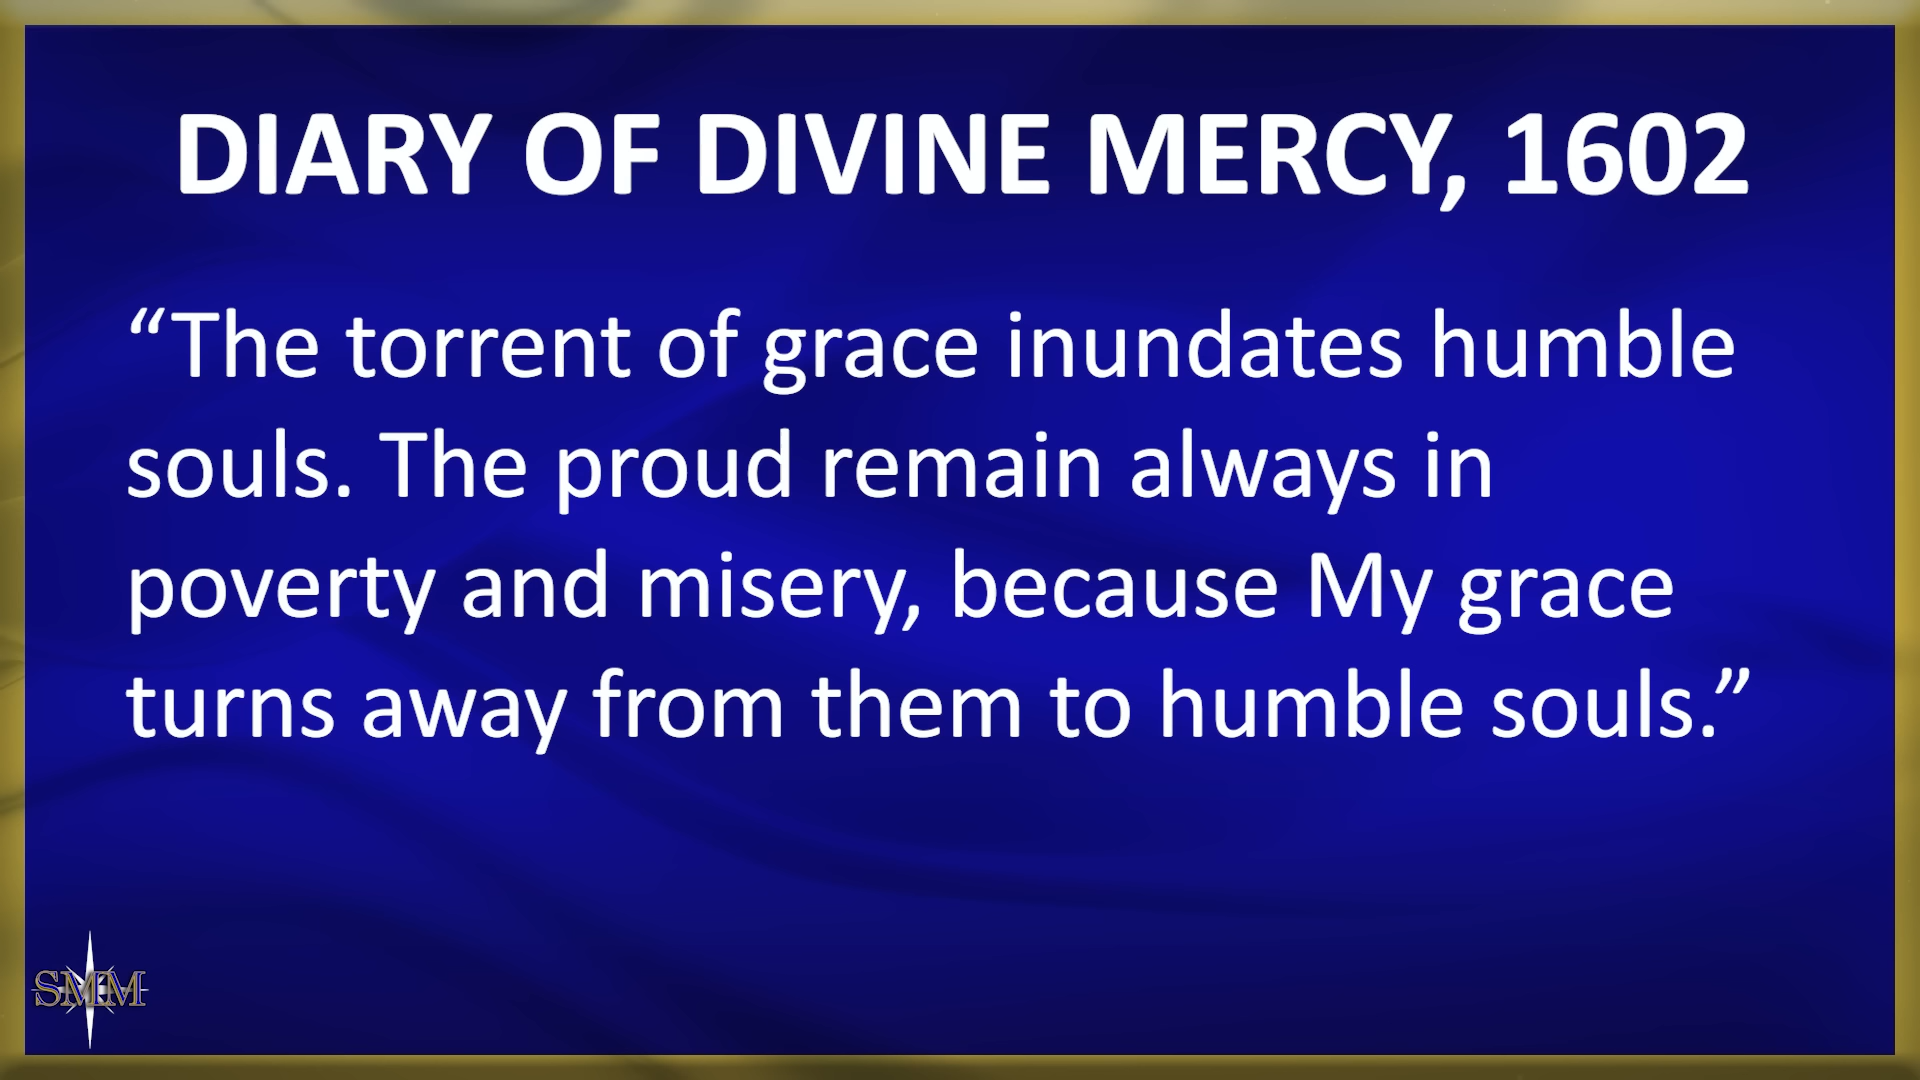 DIARY OF DIVINE MERCY, 1602
“The torrent of grace inundates humble
souls. The proud remain always in
poverty and misery, because My grace
turns away from them to humble souls.”
SMM